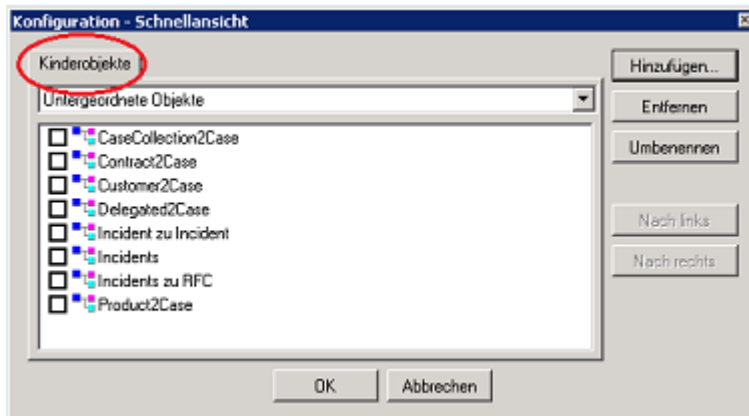 Konfiguration - Schnellansicht
Kinderobjekte
Untergeordnete Objekte
CaseCollection2Case
Contract2Case
Customer2Case
Delegated2Case
Incident zu Incident
Incidents
Incidents zu RFC
Product2Case
Hinzufügen...
Entfernen
Umbenennen
Nach links
Nach rechts
OK
Abbrechen